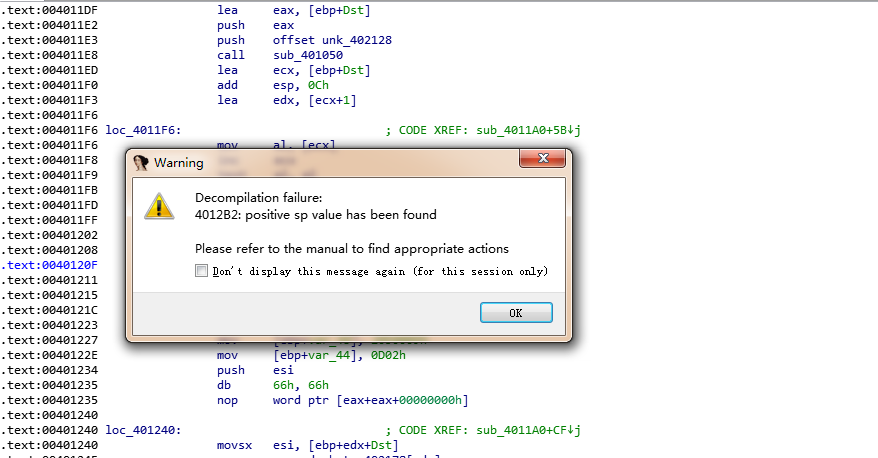 .text:004011DF lea eax, [ebp+Dst]
.text:004011E2 push eax
.text:004011E3 push offset unk_402128
.text:004011E8 call sub_401050
.text:004011ED lea ecx, [ebp+Dst]
.text:004011F0 add esp, 0Ch
.text:004011F3 lea edx, [ecx+1]
.text:004011F6
.text:004011F6 loc_4011F6: ; CODE XREF: sub_4011A0+5B↓j
.text:004011F6 mov al, [ecx]
.text:004011F8
.text:004011F9
.text:004011FB
.text:004011FD
.text:004011FF
.text:00401202
.text:00401208
.text:0040120F
.text:00401211
.text:00401215
.text:0040121C
.text:00401223
.text:00401227
.text:0040122E mov [ebp+var_44], 0D02h
.text:00401234 push esi
.text:00401235 db 66h, 66h
.text:00401235 nop word ptr [eax+eax+00000000h]
.text:00401240
.text:00401240 loc_401240: ; CODE XREF: sub_4011A0+CF↓j
.text:00401240 movsx esi, [ebp+edx+Dst]
Warning
Decompilation failure:
4012B2: positive sp value has been found
Please refer to the manual to find appropriate actions
Don't display this message again (for this session only)
OK